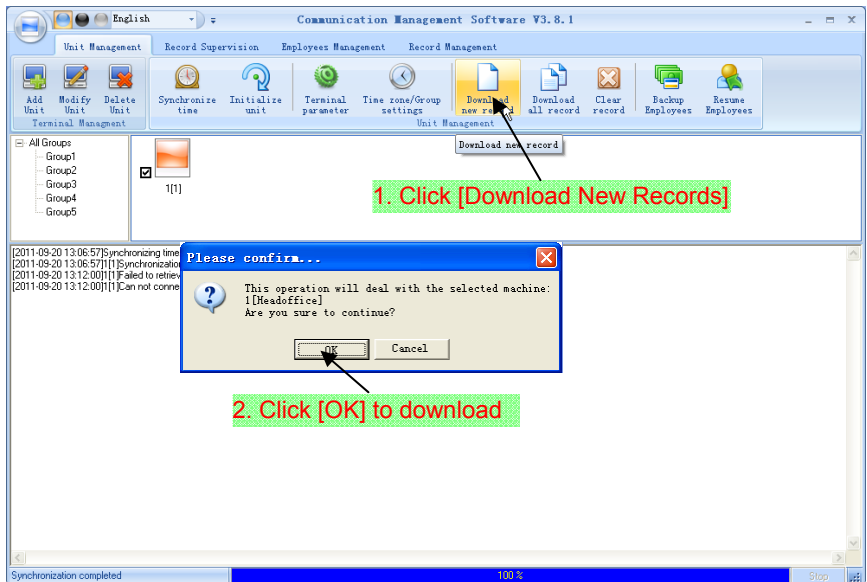 English
Communication Management Software V3.8.1
Unit Management Record Supervision Employees Management Record Management
Add Unit
Modify Unit
Delete Unit
Synchronize time
Initialize unit
Terminal parameter
Time zone/Group settings
Download new record
Download all record
Clear record
Backup Employees
Resume Employees
Terminal Managment
Unit Management
Download new record
All Groups
Group1
Group2
Group3
Group4
Group5
1[1]
1. Click [Download New Records]
[2011-09-20 13:06:57]Synchronizing time
[2011-09-20 13:06:57]1[1]Synchronization
[2011-09-20 13:12:00]1[1]Failed to retriev
[2011-09-20 13:12:00]1[1]Can not conne
Please confirm...
This operation will deal with the selected machine:
1[Headoffice]
Are you sure to continue?
OK
Cancel
2. Click [OK] to download
Synchronization completed
100 %
Stop